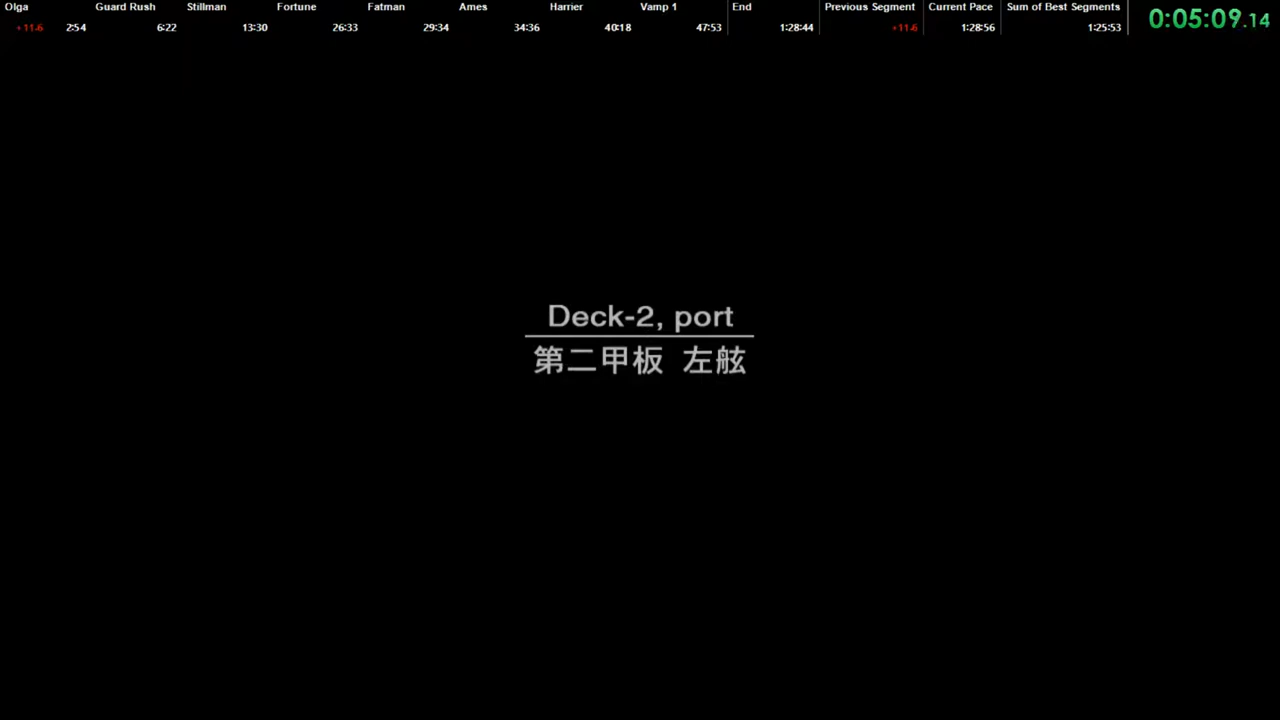 Olga Guard Rush Stillman Fortune Fatman Ames Harrier Vamp 1 End Previous Segment Current Pace Sum of Best Segments 0:05:09.14
+11.6 2:54 6:22 13:30 26:33 29:34 34:36 40:18 47:53 1:28:44 +11.6 1:28:56 1:25:53
Deck-2, port
第二甲板 左舷